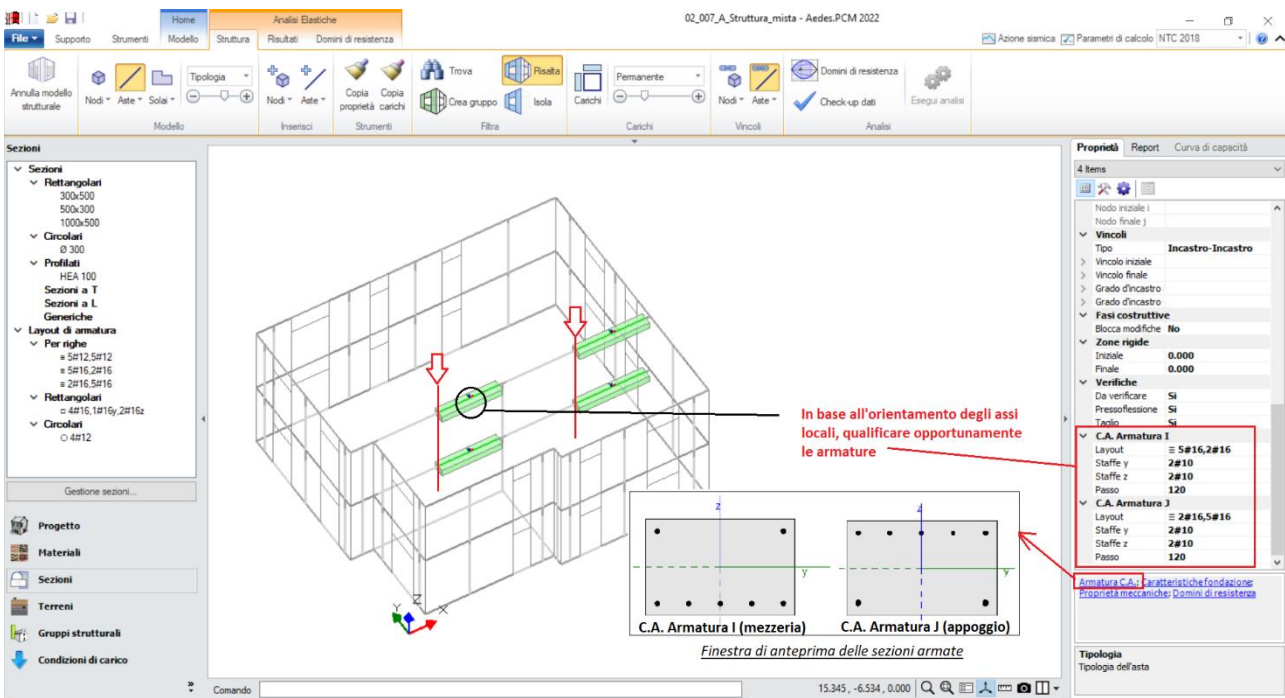 02_007_A_Struttura_mista - Aedes.PCM 2022
Home
Analisi Elastiche
File
Supporto
Strumenti
Modello
Struttura
Risultati
Domini di resistenza
Azione sismica
Parametri di calcolo
NTC 2018
Annulla modello
strutturale
Nodi
Aste
Solai
Tipologia
Modello
Nodi
Aste
Inserisci
Copia
proprietà
Copia
carichi
Strumenti
Trova
Crea gruppo
Risalta
Isola
Filtra
Carichi
Permanente
Carichi
Nodi
Aste
Vincoli
Domini di resistenza
Check-up dati
Esegui analisi
Analisi
Sezioni
Sezioni
Rettangolari
300x500
500x300
1000x500
Circolari
Ø 300
Profilati
HEA 100
Sezioni a T
Sezioni a L
Generiche
Layout di armatura
Per righe
≡ 5#12,5#12
≡ 5#16,2#16
≡ 2#16,5#16
Rettangolari
□ 4#16,1#16y,2#16z
Circolari
○ 4#12
Gestione sezioni...
Progetto
Materiali
Sezioni
Terreni
Gruppi strutturali
Condizioni di carico
In base all'orientamento degli assi
locali, qualificare opportunamente
le armature
z
y
C.A. Armatura I (mezzeria)
z
y
C.A. Armatura J (appoggio)
Finestra di anteprima delle sezioni armate
Y Z X
Comando
15.345 , -6.534 , 0.000
Proprietà
Report
Curva di capacità
4 Items
Nodo iniziale i
Nodo finale j
Vincoli
Tipo Incastro-Incastro
Vincolo iniziale
Vincolo finale
Grado d'incastro
Grado d'incastro
Fasi costruttive
Blocca modifiche No
Zone rigide
Iniziale 0.000
Finale 0.000
Verifiche
Da verificare Sì
Pressoflessione Sì
Taglio Sì
C.A. Armatura I
Layout ≡ 5#16,2#16
Staffe y 2#10
Staffe z 2#10
Passo 120
C.A. Armatura J
Layout ≡ 2#16,5#16
Staffe y 2#10
Staffe z 2#10
Passo 120
Armatura C.A.; Caratteristiche fondazione;
Proprietà meccaniche; Domini di resistenza
Tipologia
Tipologia dell'asta